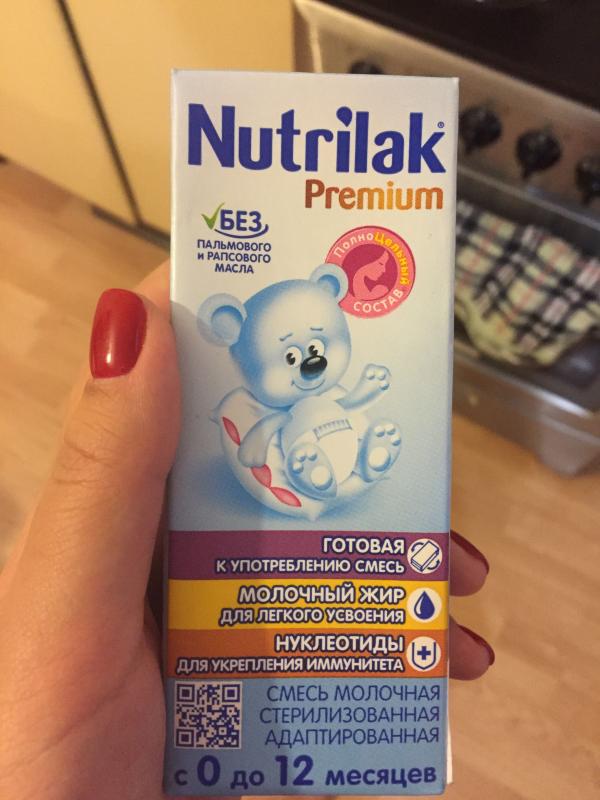 Nutrilak®
Premium
БЕЗ
ПАЛЬМОВОГО
И РАПСОВОГО
МАСЛА
ПолноЦельный
СОСТАВ
ГОТОВАЯ
К УПОТРЕБЛЕНИЮ СМЕСЬ
МОЛОЧНЫЙ ЖИР
ДЛЯ ЛЕГКОГО УСВОЕНИЯ
НУКЛЕОТИДЫ
ДЛЯ УКРЕПЛЕНИЯ ИММУНИТЕТА
СМЕСЬ МОЛОЧНАЯ
СТЕРИЛИЗОВАННАЯ
АДАПТИРОВАННАЯ
с 0 до 12 месяцев